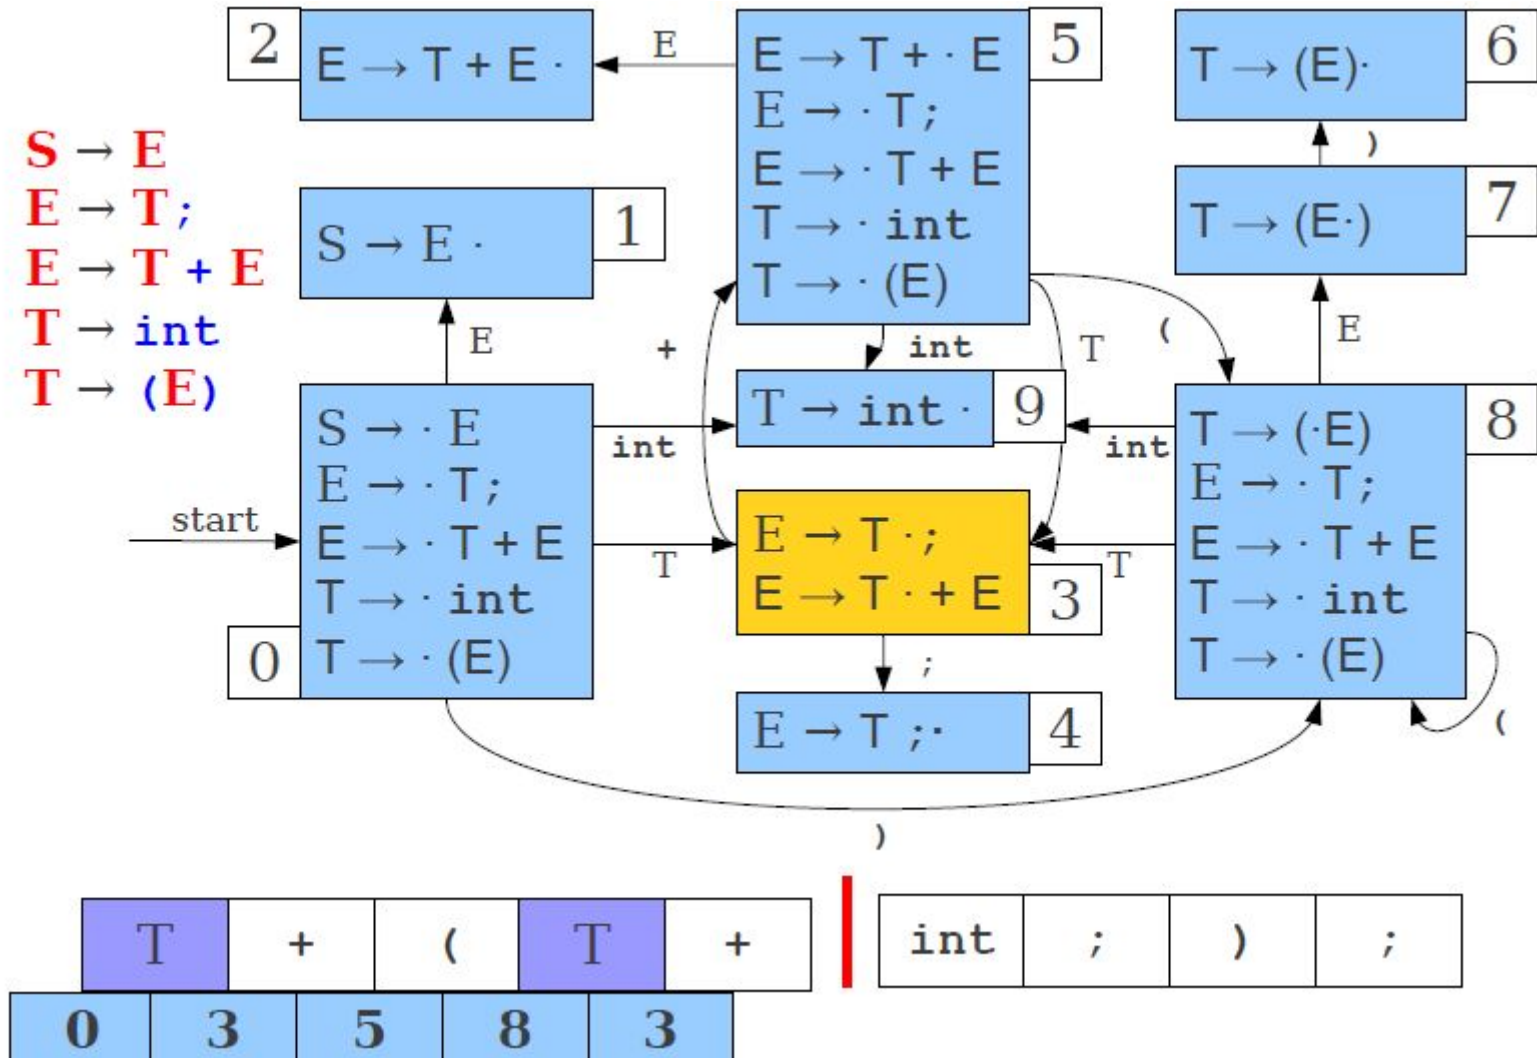 S → E
E → T;
E → T + E
T → int
T → (E)
2
E → T + E ·
E
5
E → T + · E
E → · T;
E → · T + E
T → · int
T → · (E)
6
T → (E)·
)
7
T → (E·)
1
S → E ·
E
+
int
T
(
E
start
0
S → · E
E → · T;
E → · T + E
T → · int
T → · (E)
int
T
9
T → int ·
3
E → T ·;
E → T · + E
;
4
E → T ;·
int
T
8
T → (·E)
E → · T;
E → · T + E
T → · int
T → · (E)
(
)
T + ( T + int ; ) ;
0 3 5 8 3